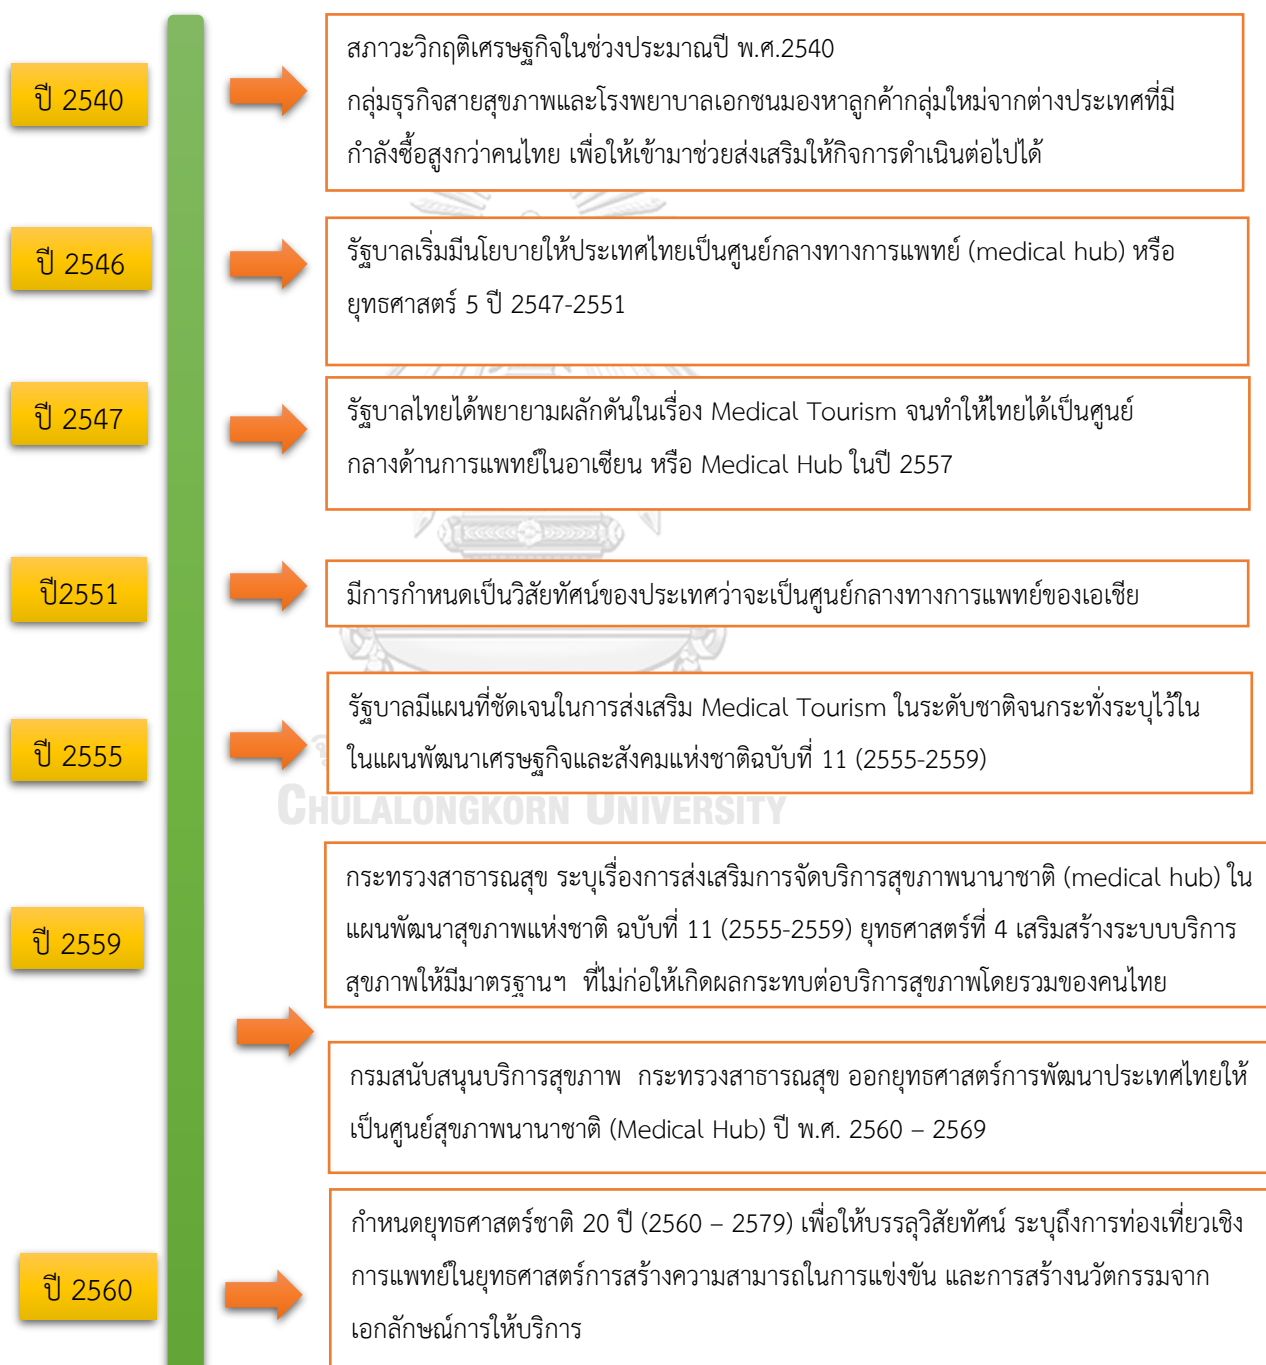 ปี 2540
สภาวะวิกฤติเศรษฐกิจในช่วงประมาณปี พ.ศ.2540
กลุ่มธุรกิจสายสุขภาพและโรงพยาบาลเอกชนมองหาลูกค้ากลุ่มใหม่จากต่างประเทศที่มี
กำลังซื้อสูงกว่าคนไทย เพื่อให้เข้ามาช่วยส่งเสริมให้กิจการดำเนินต่อไปได้
ปี 2546
รัฐบาลเริ่มมีนโยบายให้ประเทศไทยเป็นศูนย์กลางทางการแพทย์ (medical hub) หรือ
ยุทธศาสตร์ 5 ปี 2547-2551
ปี 2547
รัฐบาลไทยได้พยายามผลักดันในเรื่อง Medical Tourism จนทำให้ไทยได้เป็นศูนย์
กลางด้านการแพทย์ในอาเซียน หรือ Medical Hub ในปี 2557
ปี2551
มีการกำหนดเป็นวิสัยทัศน์ของประเทศว่าจะเป็นศูนย์กลางทางการแพทย์ของเอเชีย
ปี 2555
รัฐบาลมีแผนที่ชัดเจนในการส่งเสริม Medical Tourism ในระดับชาติจนกระทั่งระบุไว้ใน
ในแผนพัฒนาเศรษฐกิจและสังคมแห่งชาติฉบับที่ 11 (2555-2559)
CHULALONGKORN UNIVERSITY
ปี 2559
กระทรวงสาธารณสุข ระบุเรื่องการส่งเสริมการจัดบริการสุขภาพนานาชาติ (medical hub) ใน
แผนพัฒนาสุขภาพแห่งชาติ ฉบับที่ 11 (2555-2559) ยุทธศาสตร์ที่ 4 เสริมสร้างระบบบริการ
สุขภาพให้มีมาตรฐานฯ ที่ไม่ก่อให้เกิดผลกระทบต่อบริการสุขภาพโดยรวมของคนไทย
กรมสนับสนุนบริการสุขภาพ กระทรวงสาธารณสุข ออกยุทธศาสตร์การพัฒนาประเทศไทยให้
เป็นศูนย์สุขภาพนานาชาติ (Medical Hub) ปี พ.ศ. 2560 – 2569
ปี 2560
กำหนดยุทธศาสตร์ชาติ 20 ปี (2560 – 2579) เพื่อให้บรรลุวิสัยทัศน์ ระบุถึงการท่องเที่ยวเชิง
การแพทย์ในยุทธศาสตร์การสร้างความสามารถในการแข่งขัน และการสร้างนวัตกรรมจาก
เอกลักษณ์การให้บริการ